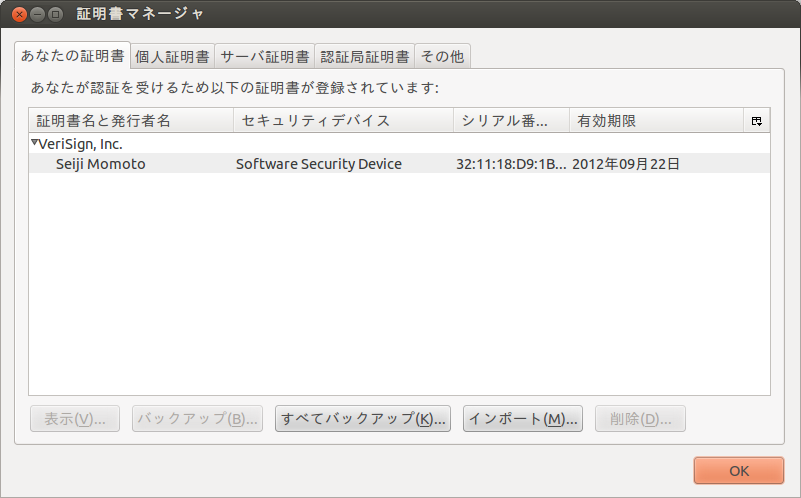 証明書マネージャ
あなたの証明書 個人証明書 サーバ証明書 認証局証明書 その他
あなたが認証を受けるため以下の証明書が登録されています:
証明書名と発行者名 セキュリティデバイス シリアル番... 有効期限
VeriSign, Inc.
Seiji Momoto Software Security Device 32:11:18:D9:1B... 2012年09月22日
表示(V)... バックアップ(B)... すべてバックアップ(K)... インポート(M)... 削除(D)...
OK